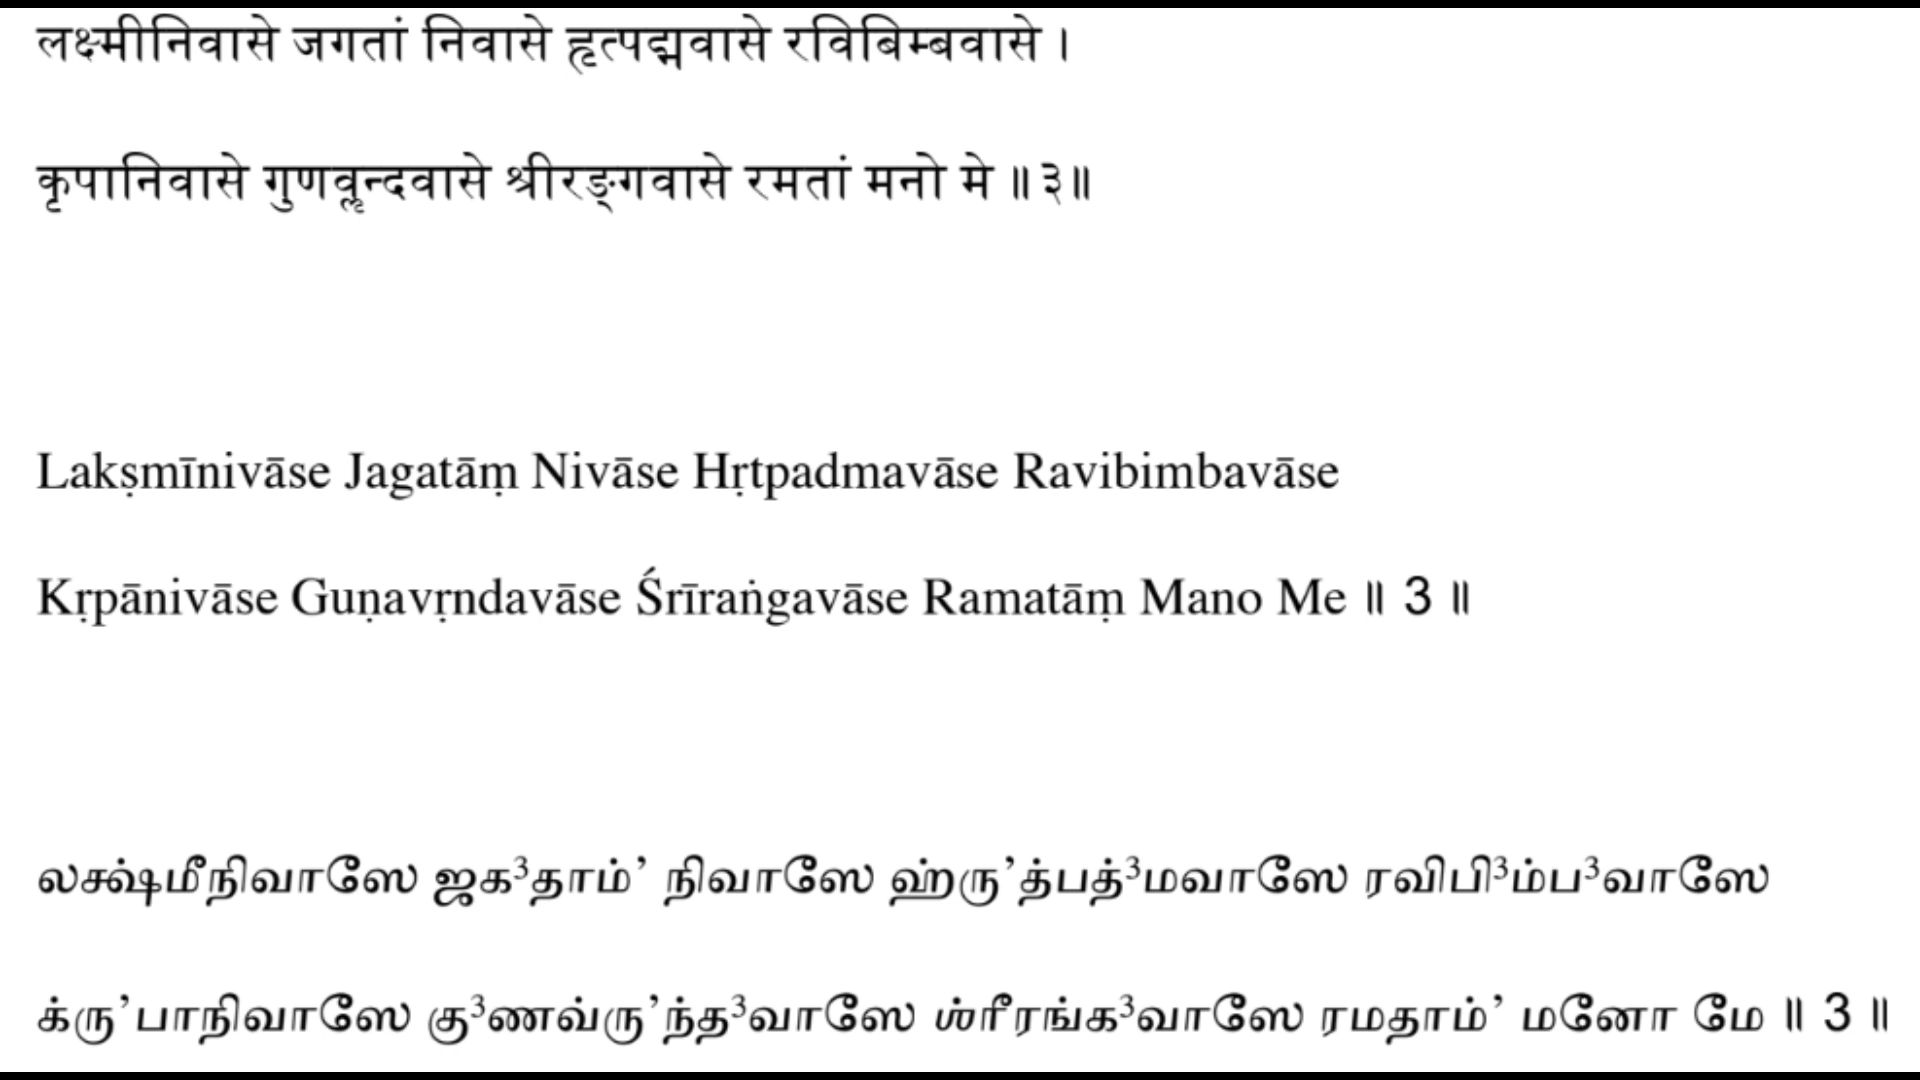 लक्ष्मीनिवासे जगतां निवासे हृत्पद्मवासे रविबिम्बवासे ।
कृपानिवासे गुणवॄन्दवासे श्रीरङ्गवासे रमतां मनो मे ॥३॥
Lakṣmīnivāse Jagatāṃ Nivāse Hṛtpadmavāse Ravibimbavāse
Kṛpānivāse Guṇavṛndavāse Śrīraṅgavāse Ramatāṃ Mano Me ॥ 3 ॥
லக்ஷ்மீநிவாஸே ஜக³தாம்’ நிவாஸே ஹ்ரு’த்பத்³மவாஸே ரவிபி³ம்ப³வாஸே
க்ரு’பாநிவாஸே கு³ணவ்ரு’ந்த³வாஸே ஶ்ரீரங்க³வாஸே ரமதாம்’ மனோ மே ॥ 3 ॥